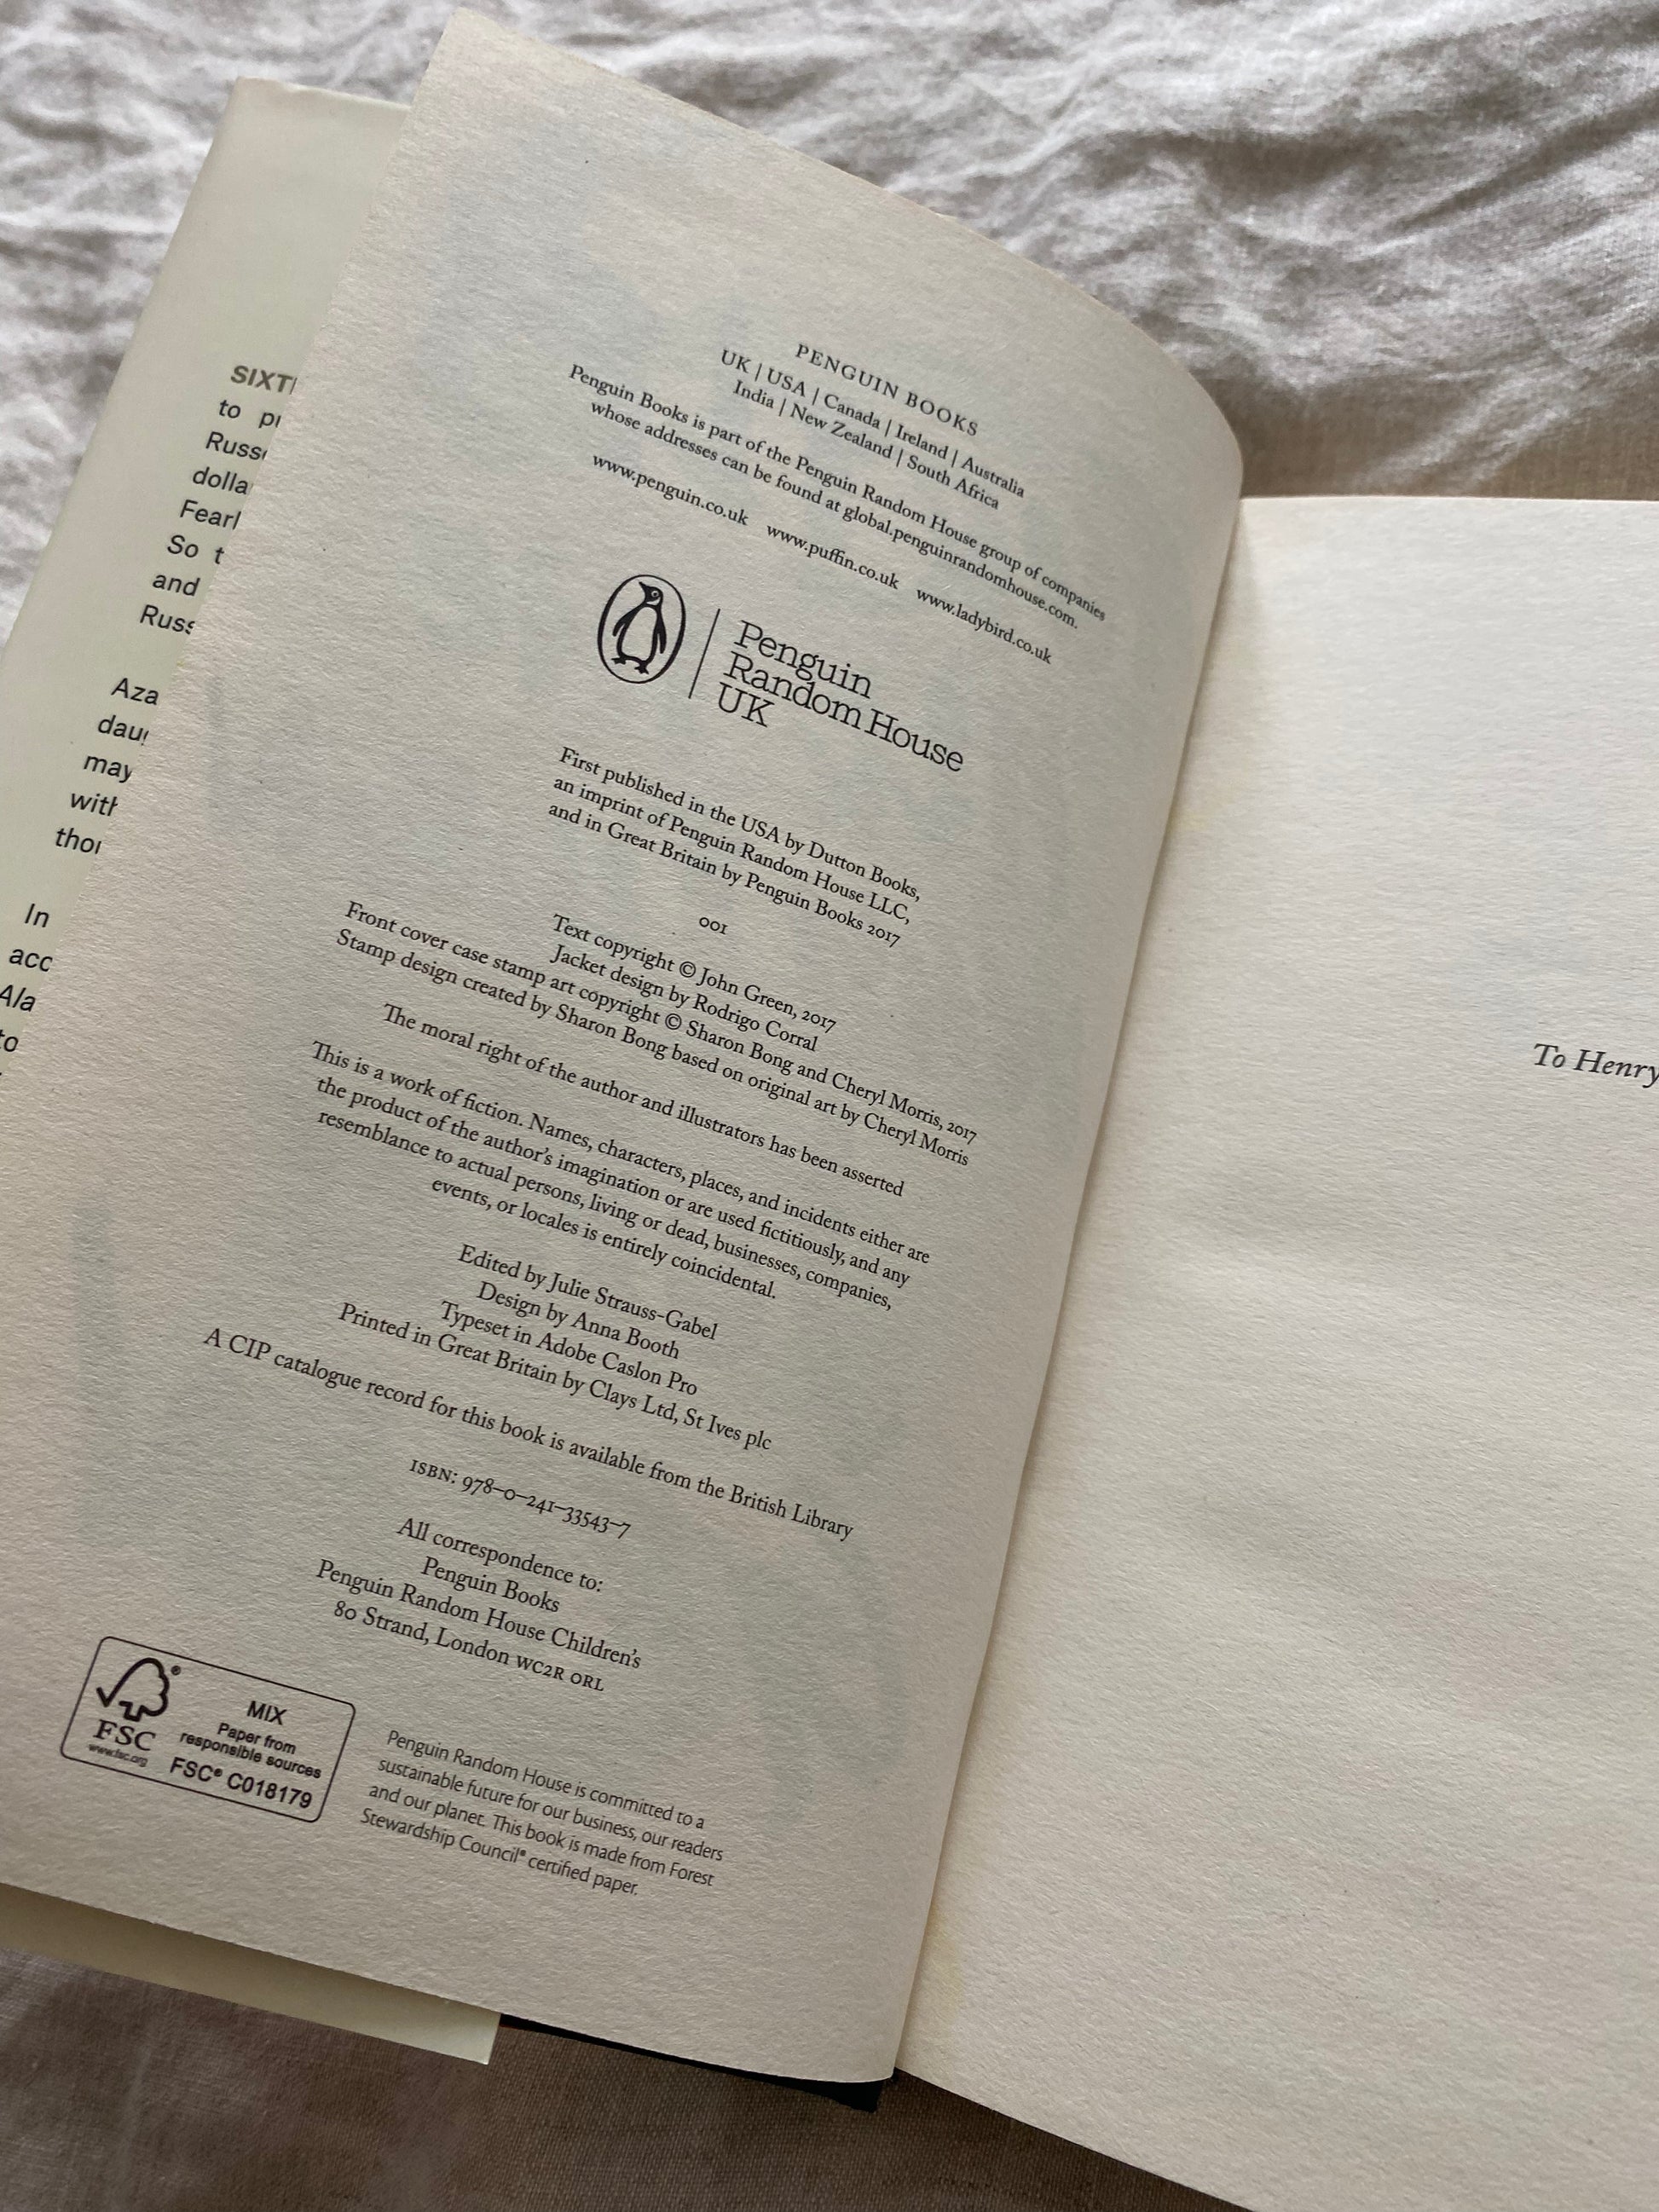 SIXT
to
Russ
dolla
Fearl
So t
and
Russ
Aza
dau
may
with
thor
In
acc
Ala
to
PENGUIN BOOKS
UK | USA | Canada | Ireland | Australia
India | New Zealand | South Africa
Penguin Books is part of the Penguin Random House group of companies
whose addresses can be found at global.penguinrandomhouse.com.
www.penguin.co.uk www.puffin.co.uk www.ladybird.co.uk
Penguin
Random House
UK
First published in the USA by Dutton Books,
an imprint of Penguin Random House LLC,
and in Great Britain by Penguin Books 2017
001
Text copyright © John Green, 2017
Jacket design by Rodrigo Corral
Front cover case stamp art copyright © Sharon Bong and Cheryl Morris, 2017
Stamp design created by Sharon Bong based on original art by Cheryl Morris
The moral right of the author and illustrators has been asserted
This is a work of fiction. Names, characters, places, and incidents either are
the product of the author's imagination or are used fictitiously, and any
resemblance to actual persons, living or dead, businesses, companies,
events, or locales is entirely coincidental.
Edited by Julie Strauss-Gabel
Design by Anna Booth
Typeset in Adobe Caslon Pro
Printed in Great Britain by Clays Ltd, St Ives plc
A CIP catalogue record for this book is available from the British Library
ISBN: 978–0–241–33543–7
All correspondence to:
Penguin Books
Penguin Random House Children's
80 Strand, London WC2R 0RL
FSC
www.fsc.org
MIX
Paper from
responsible sources
FSC® C018179
Penguin Random House is committed to a
sustainable future for our business, our readers
and our planet. This book is made from Forest
Stewardship Council® certified paper.
To Henry